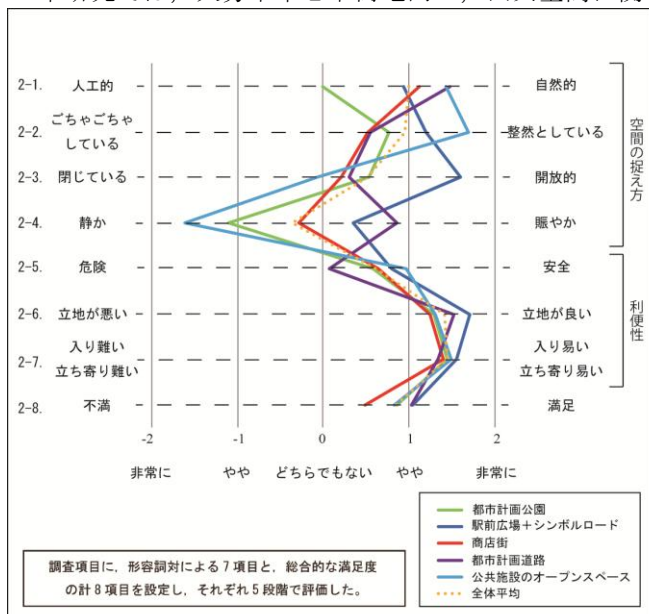 2-1. 人工的 自然的
2-2. ごちゃごちゃ
している 整然としている
2-3. 閉じている 開放的
2-4. 静か 賑やか
2-5. 危険 安全
2-6. 立地が悪い 立地が良い
2-7. 入り難い 入り易い
立ち寄り難い 立ち寄り易い
2-8. 不満 満足
空間の捉え方
利便性
-2 -1 0 1 2
非常に やや どちらでもない やや 非常に
都市計画公園
駅前広場+シンボルロード
商店街
都市計画道路
公共施設のオープンスペース
全体平均
調査項目に,形容詞対による7項目と,総合的な満足度
の計8項目を設定し,それぞれ5段階で評価した。